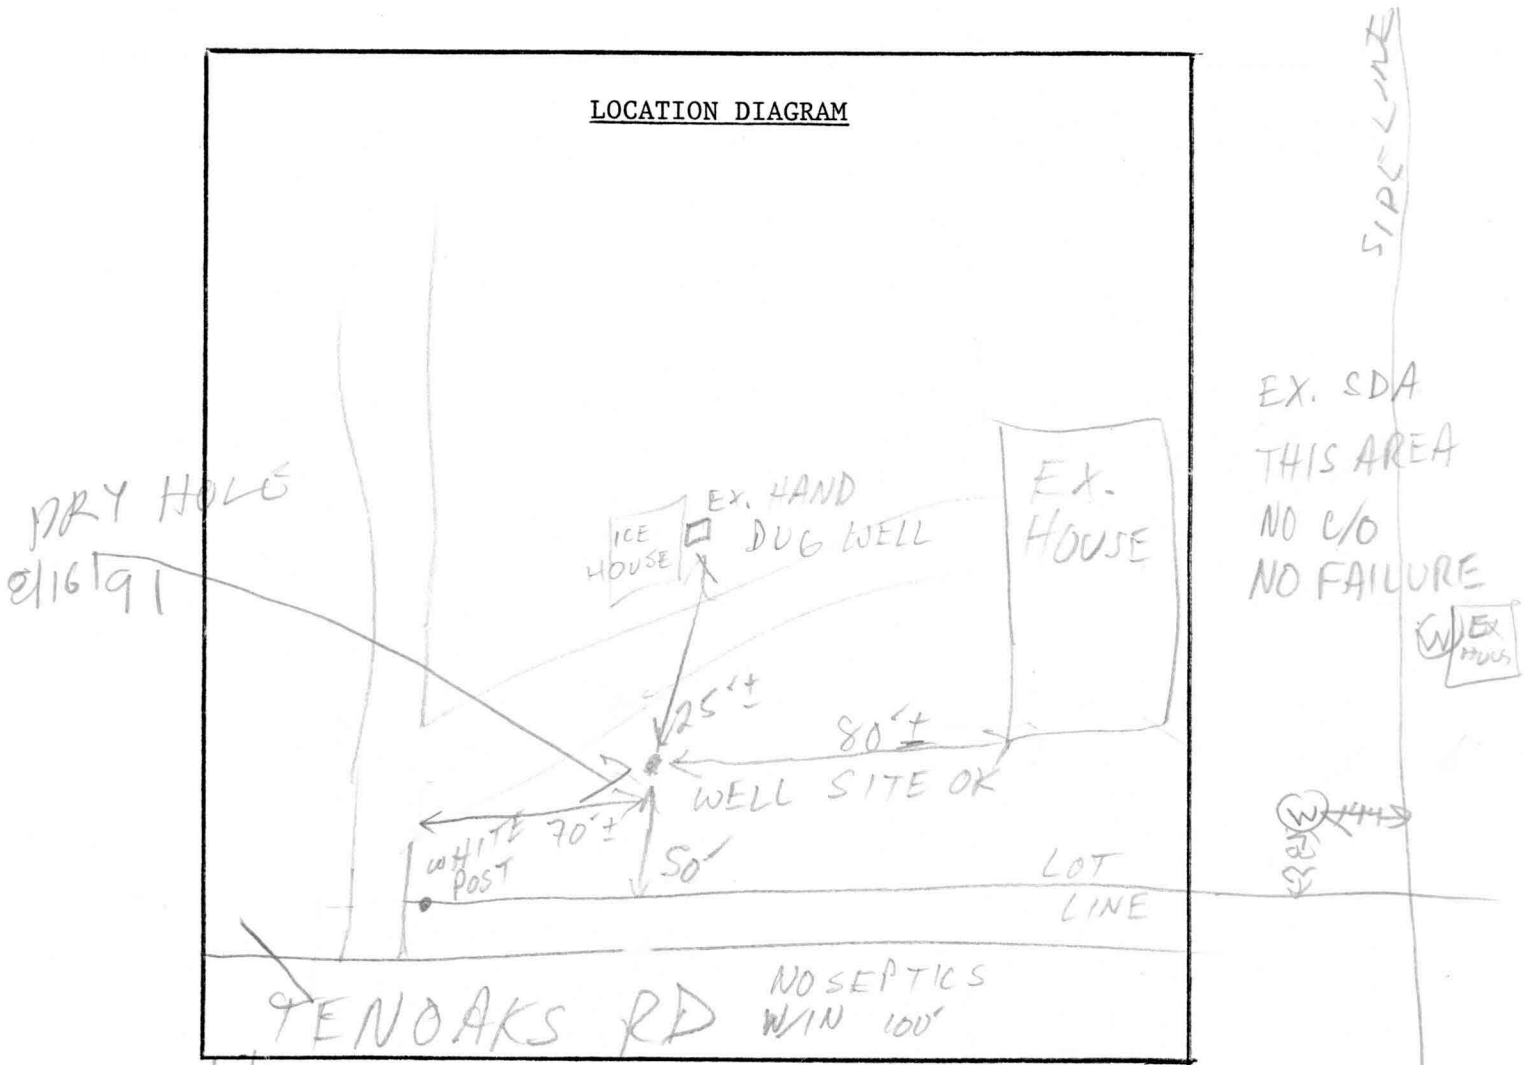 LOCATION DIAGRAM
SIDE LINE
EX. SDA
THIS AREA
NO C/O
NO FAILURE
DRY HOLE
8/16/91
EX. HAND
DUG WELL
ICE
HOUSE
EX.
HOUSE
W
EX
25'±
80'±
WELL SITE OK
WHITE
POST
70'±
50'
W
44
LOT
LINE
TENOAKS RD
NO SEPTICS
W/IN 100'